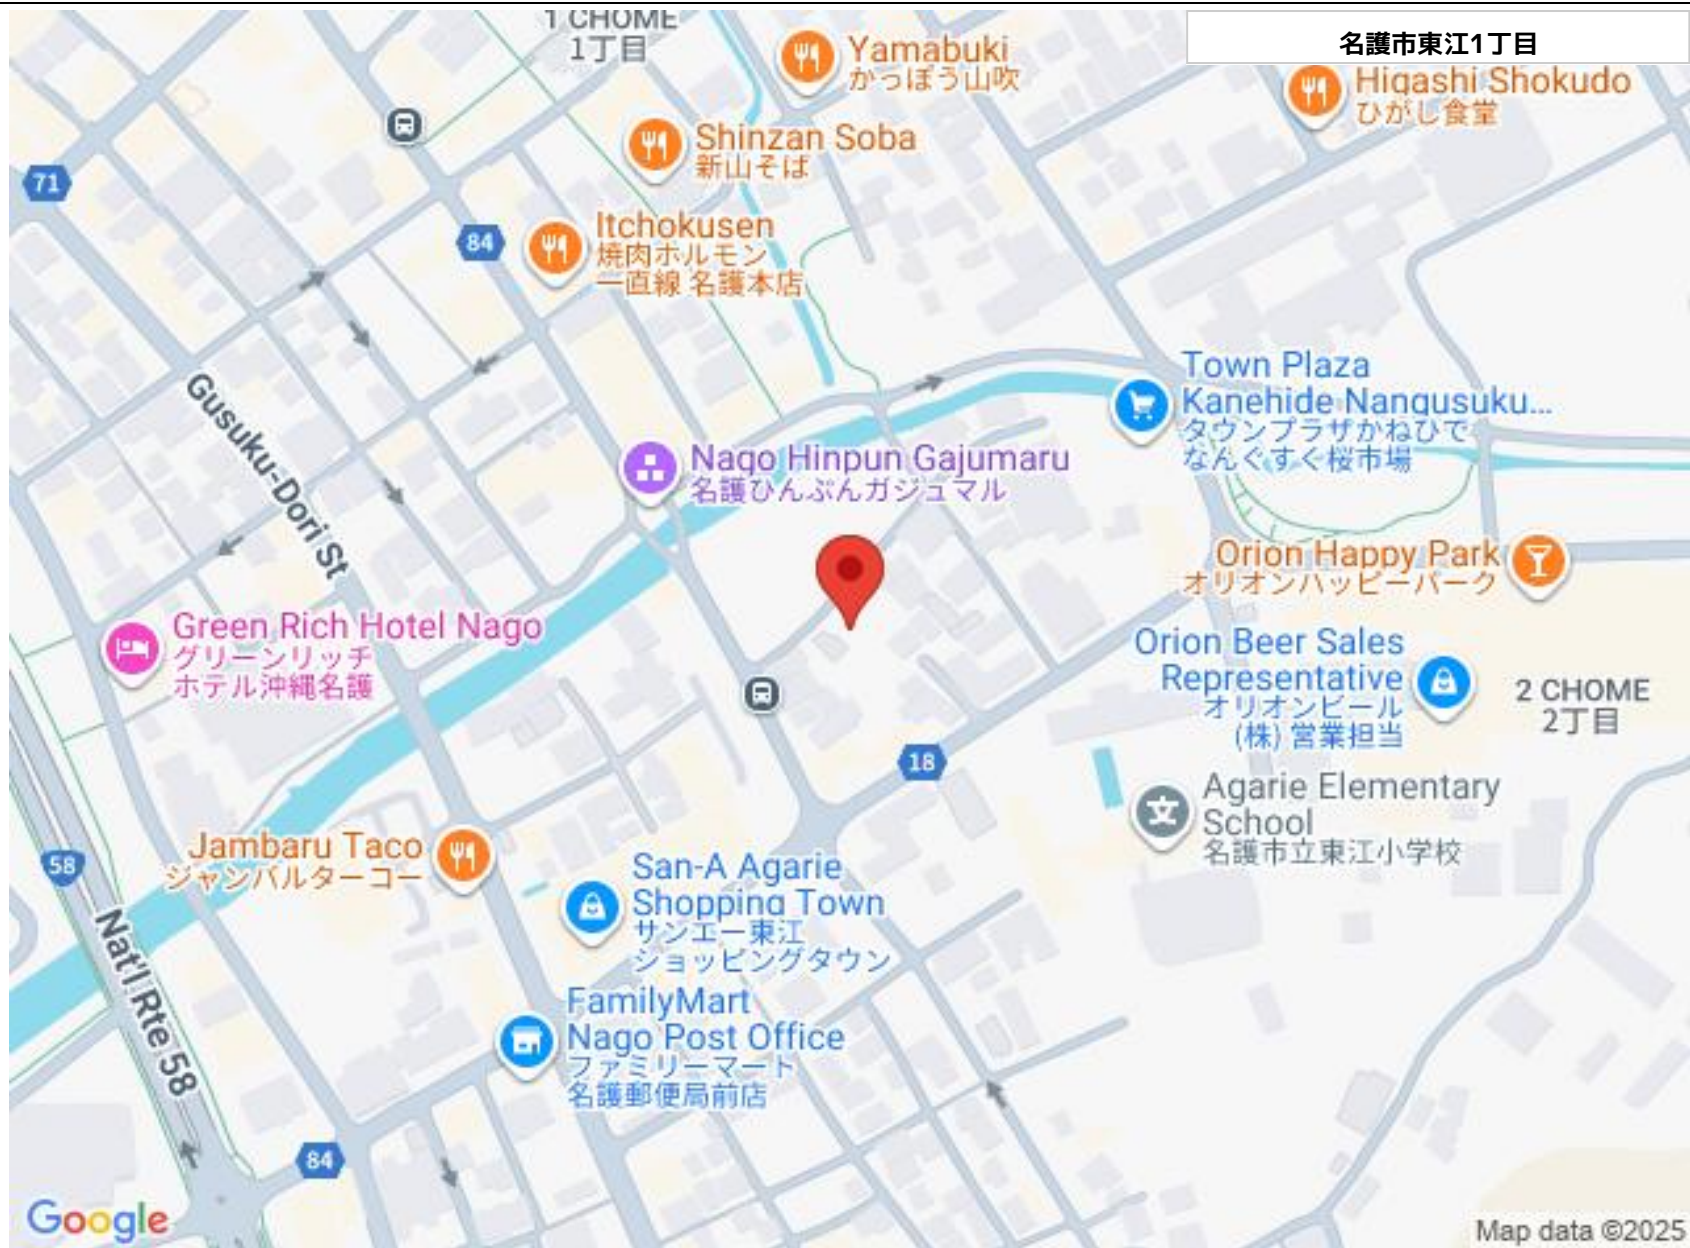 名護市東江1丁目
1 CHOME
1丁目
Yamabuki
かっぽう山吹
Higashi Shokudo
ひがし食堂
Shinzan Soba
新山そば
71
84
Itchokusen
焼肉ホルモン
一直線 名護本店
Gusuku-Dori St
Town Plaza
Kanehide Nangusuku...
タウンプラザかねひで
なんぐすく桜市場
Nago Hinpun Gajumaru
名護ひんぷんガジュマル
Orion Happy Park
オリオンハッピーパーク
Green Rich Hotel Nago
グリーンリッチ
ホテル沖縄名護
Orion Beer Sales
Representative
オリオンビール
(株) 営業担当
2 CHOME
2丁目
18
Agarie Elementary
School
名護市立東江小学校
Jambaru Taco
ジャンバルターコー
58
San-A Agarie
Shopping Town
サンエー東江
ショッピングタウン
Nat'l Rte 58
FamilyMart
Nago Post Office
ファミリーマート
名護郵便局前店
84
Google
Map data ©2025